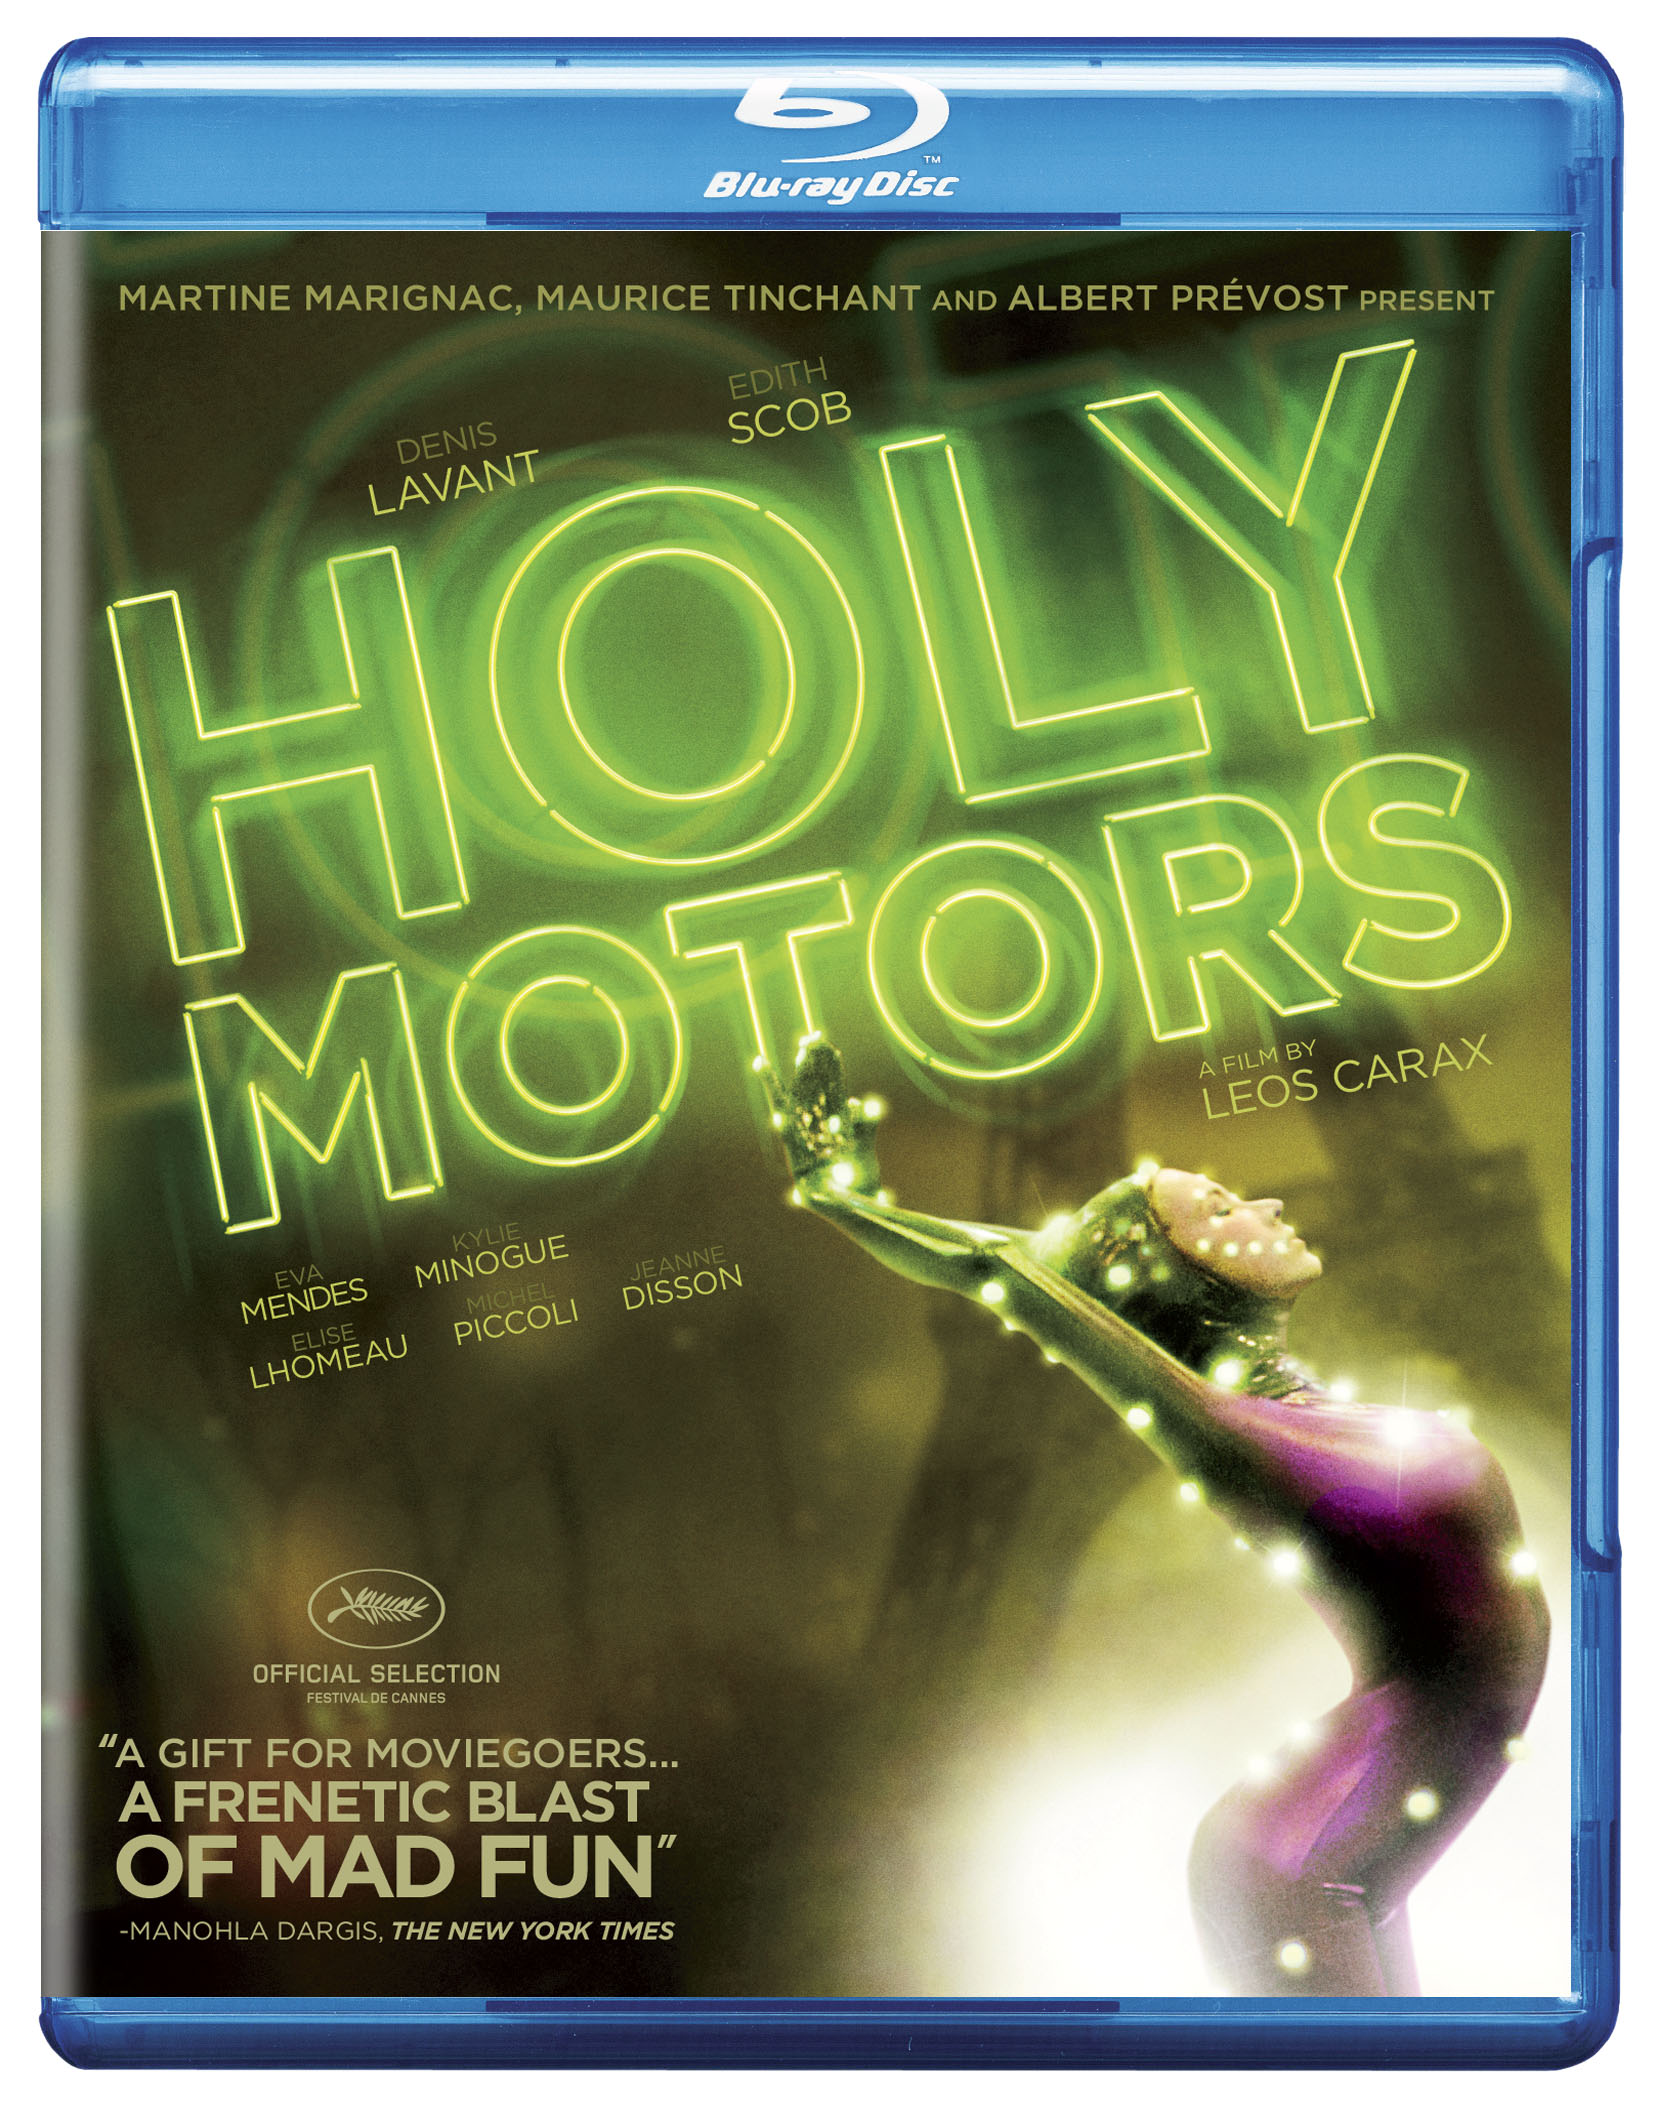 Blu-ray Disc™
MARTINE MARIGNAC, MAURICE TINCHANT AND ALBERT PRÉVOST PRESENT
DENIS
LAVANT
EDITH
SCOB
HOLY
MOTORS
A FILM BY
LEOS CARAX
EVA
MENDES
KYLIE
MINOGUE
ELISE
LHOMEAU
MICHEL
PICCOLI
JEANNE
DISSON
OFFICIAL SELECTION
FESTIVAL DE CANNES
"A GIFT FOR MOVIEGOERS...
A FRENETIC BLAST
OF MAD FUN"
-MANOHLA DARGIS, THE NEW YORK TIMES